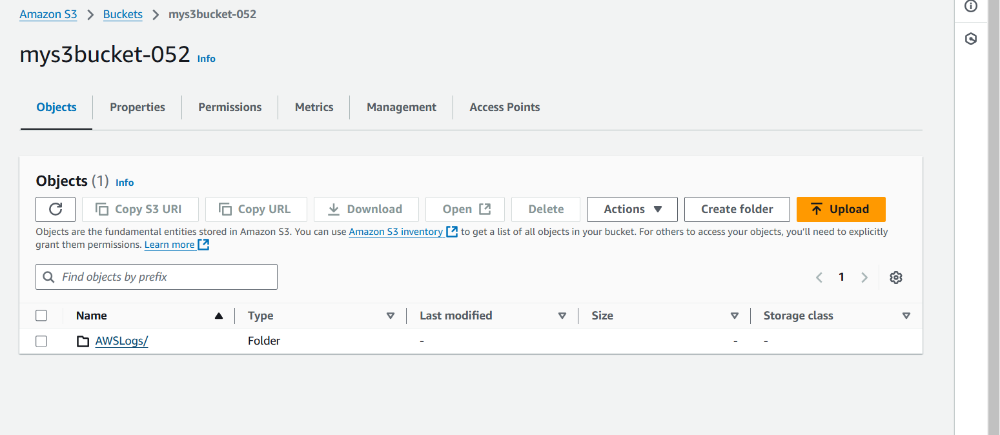 Amazon S3 > Buckets > mys3bucket-052
mys3bucket-052 Info
Objects Properties Permissions Metrics Management Access Points
Objects (1) Info
Copy S3 URI Copy URL Download Open Delete Actions Create folder Upload
Objects are the fundamental entities stored in Amazon S3. You can use Amazon S3 inventory to get a list of all objects in your bucket. For others to access your objects, you’ll need to explicitly
grant them permissions. Learn more
Find objects by prefix 1
Name Type Last modified Size Storage class
AWSLogs/ Folder - - -